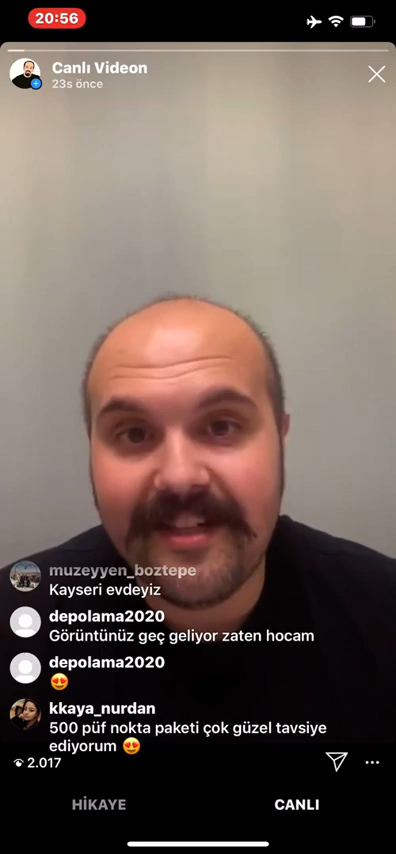 20:56
Canlı Videon
23s önce
muzeyyen_boztepe
Kayseri evdeyiz
depolama2020
Görüntünüz geç geliyor zaten hocam
depolama2020
😍
kkaya_nurdan
500 püf nokta paketi çok güzel tavsiye
ediyorum 😍
2.017
HİKAYE
CANLI